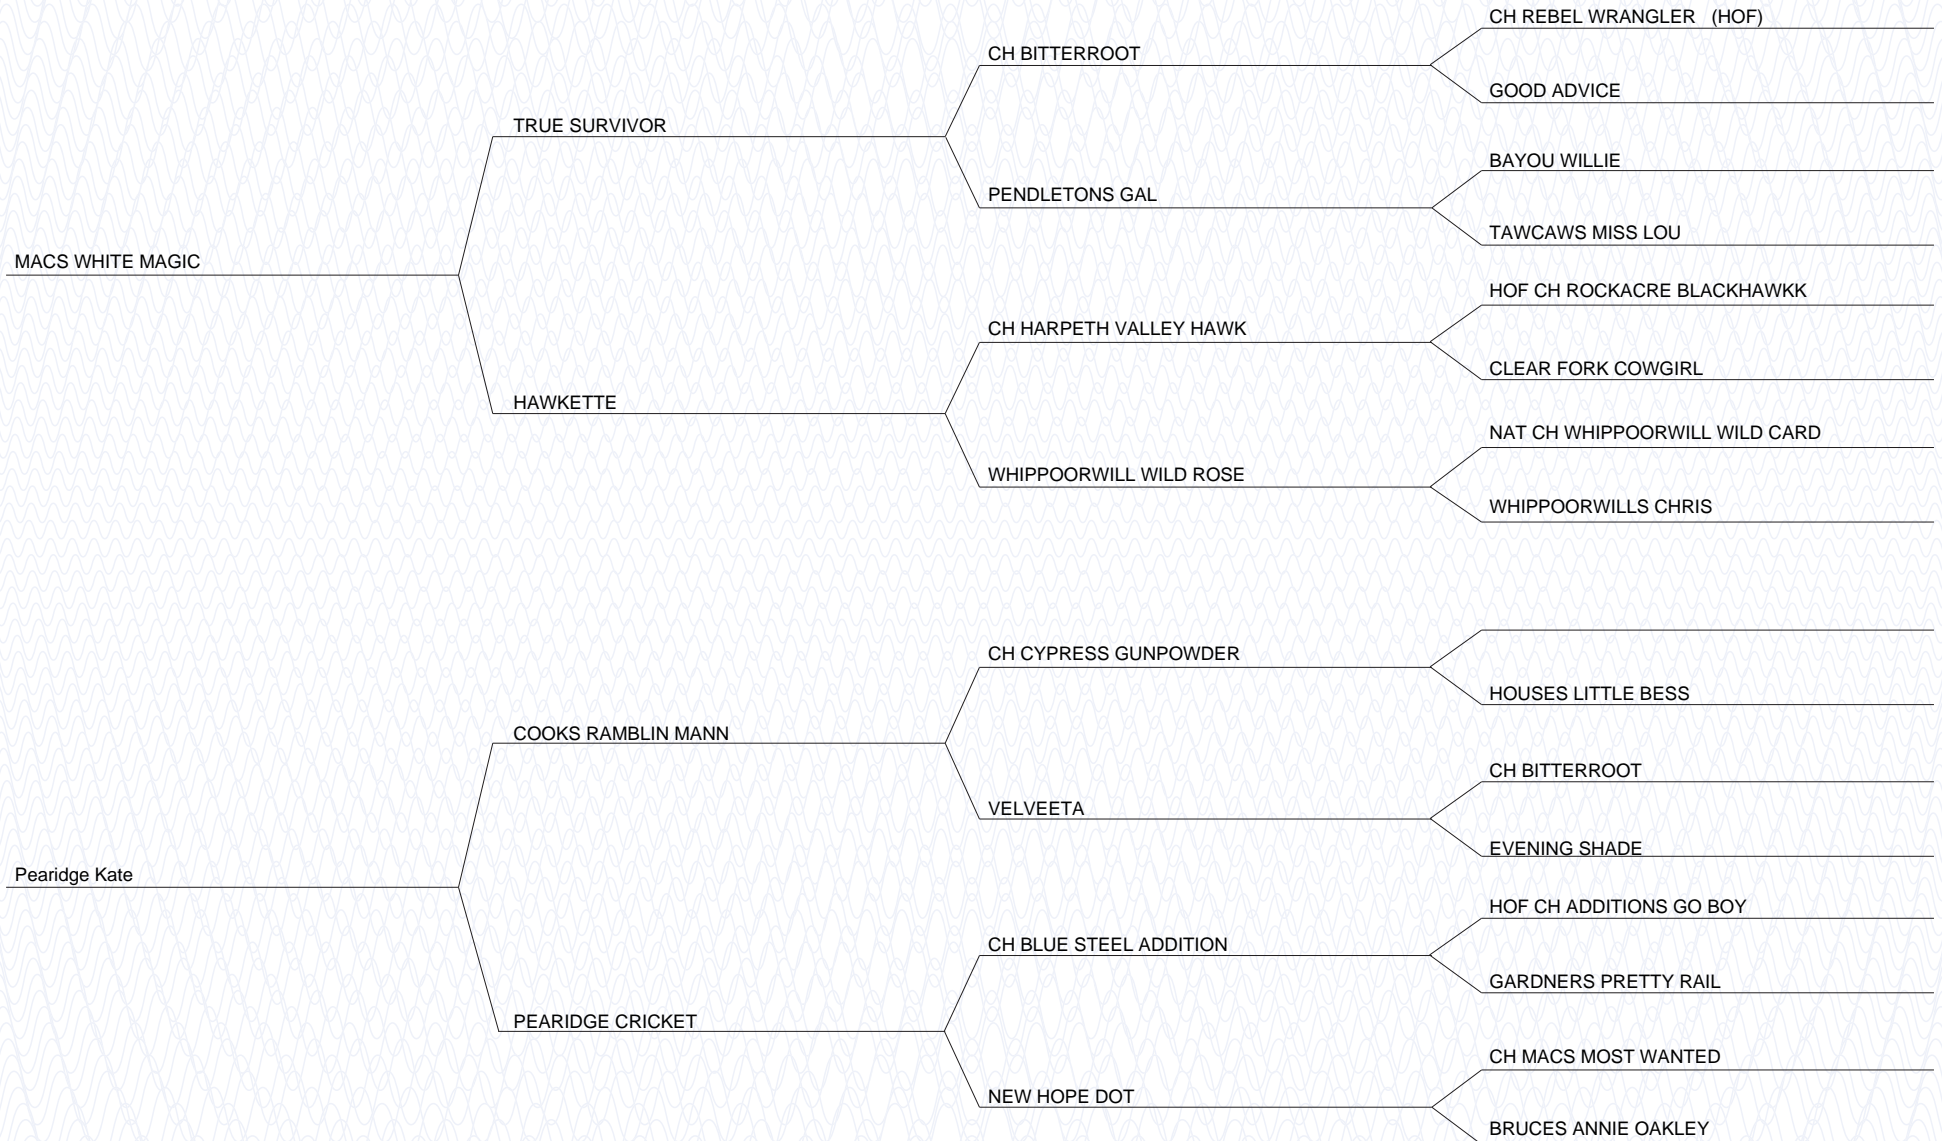 CH REBEL WRANGLER (HOF)
CH BITTERROOT
GOOD ADVICE
TRUE SURVIVOR
BAYOU WILLIE
PENDLETONS GAL
TAWCAWS MISS LOU
MACS WHITE MAGIC
HOF CH ROCKACRE BLACKHAWKK
CH HARPETH VALLEY HAWK
CLEAR FORK COWGIRL
HAWKETTE
NAT CH WHIPPOORWILL WILD CARD
WHIPPOORWILL WILD ROSE
WHIPPOORWILLS CHRIS
CH CYPRESS GUNPOWDER
HOUSES LITTLE BESS
COOKS RAMBLIN MANN
CH BITTERROOT
VELVEETA
EVENING SHADE
Pearidge Kate
HOF CH ADDITIONS GO BOY
CH BLUE STEEL ADDITION
GARDNERS PRETTY RAIL
PEARIDGE CRICKET
CH MACS MOST WANTED
NEW HOPE DOT
BRUCES ANNIE OAKLEY